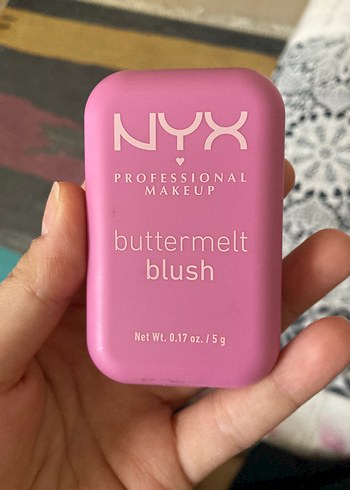 NYX
PROFESSIONAL
MAKEUP
buttermelt
blush
Net Wt. 0.17 oz. / 5 g